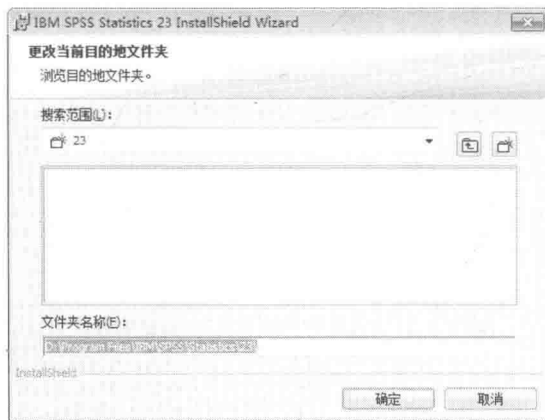 IBM SPSS Statistics 23 InstallShield Wizard
更改当前目的地文件夹
浏览目的地文件夹。
搜索范围(L):
23
文件夹名称(F):
D:\Program Files\IBM\SPSS\Statistics\23\
InstallShield
确定
取消